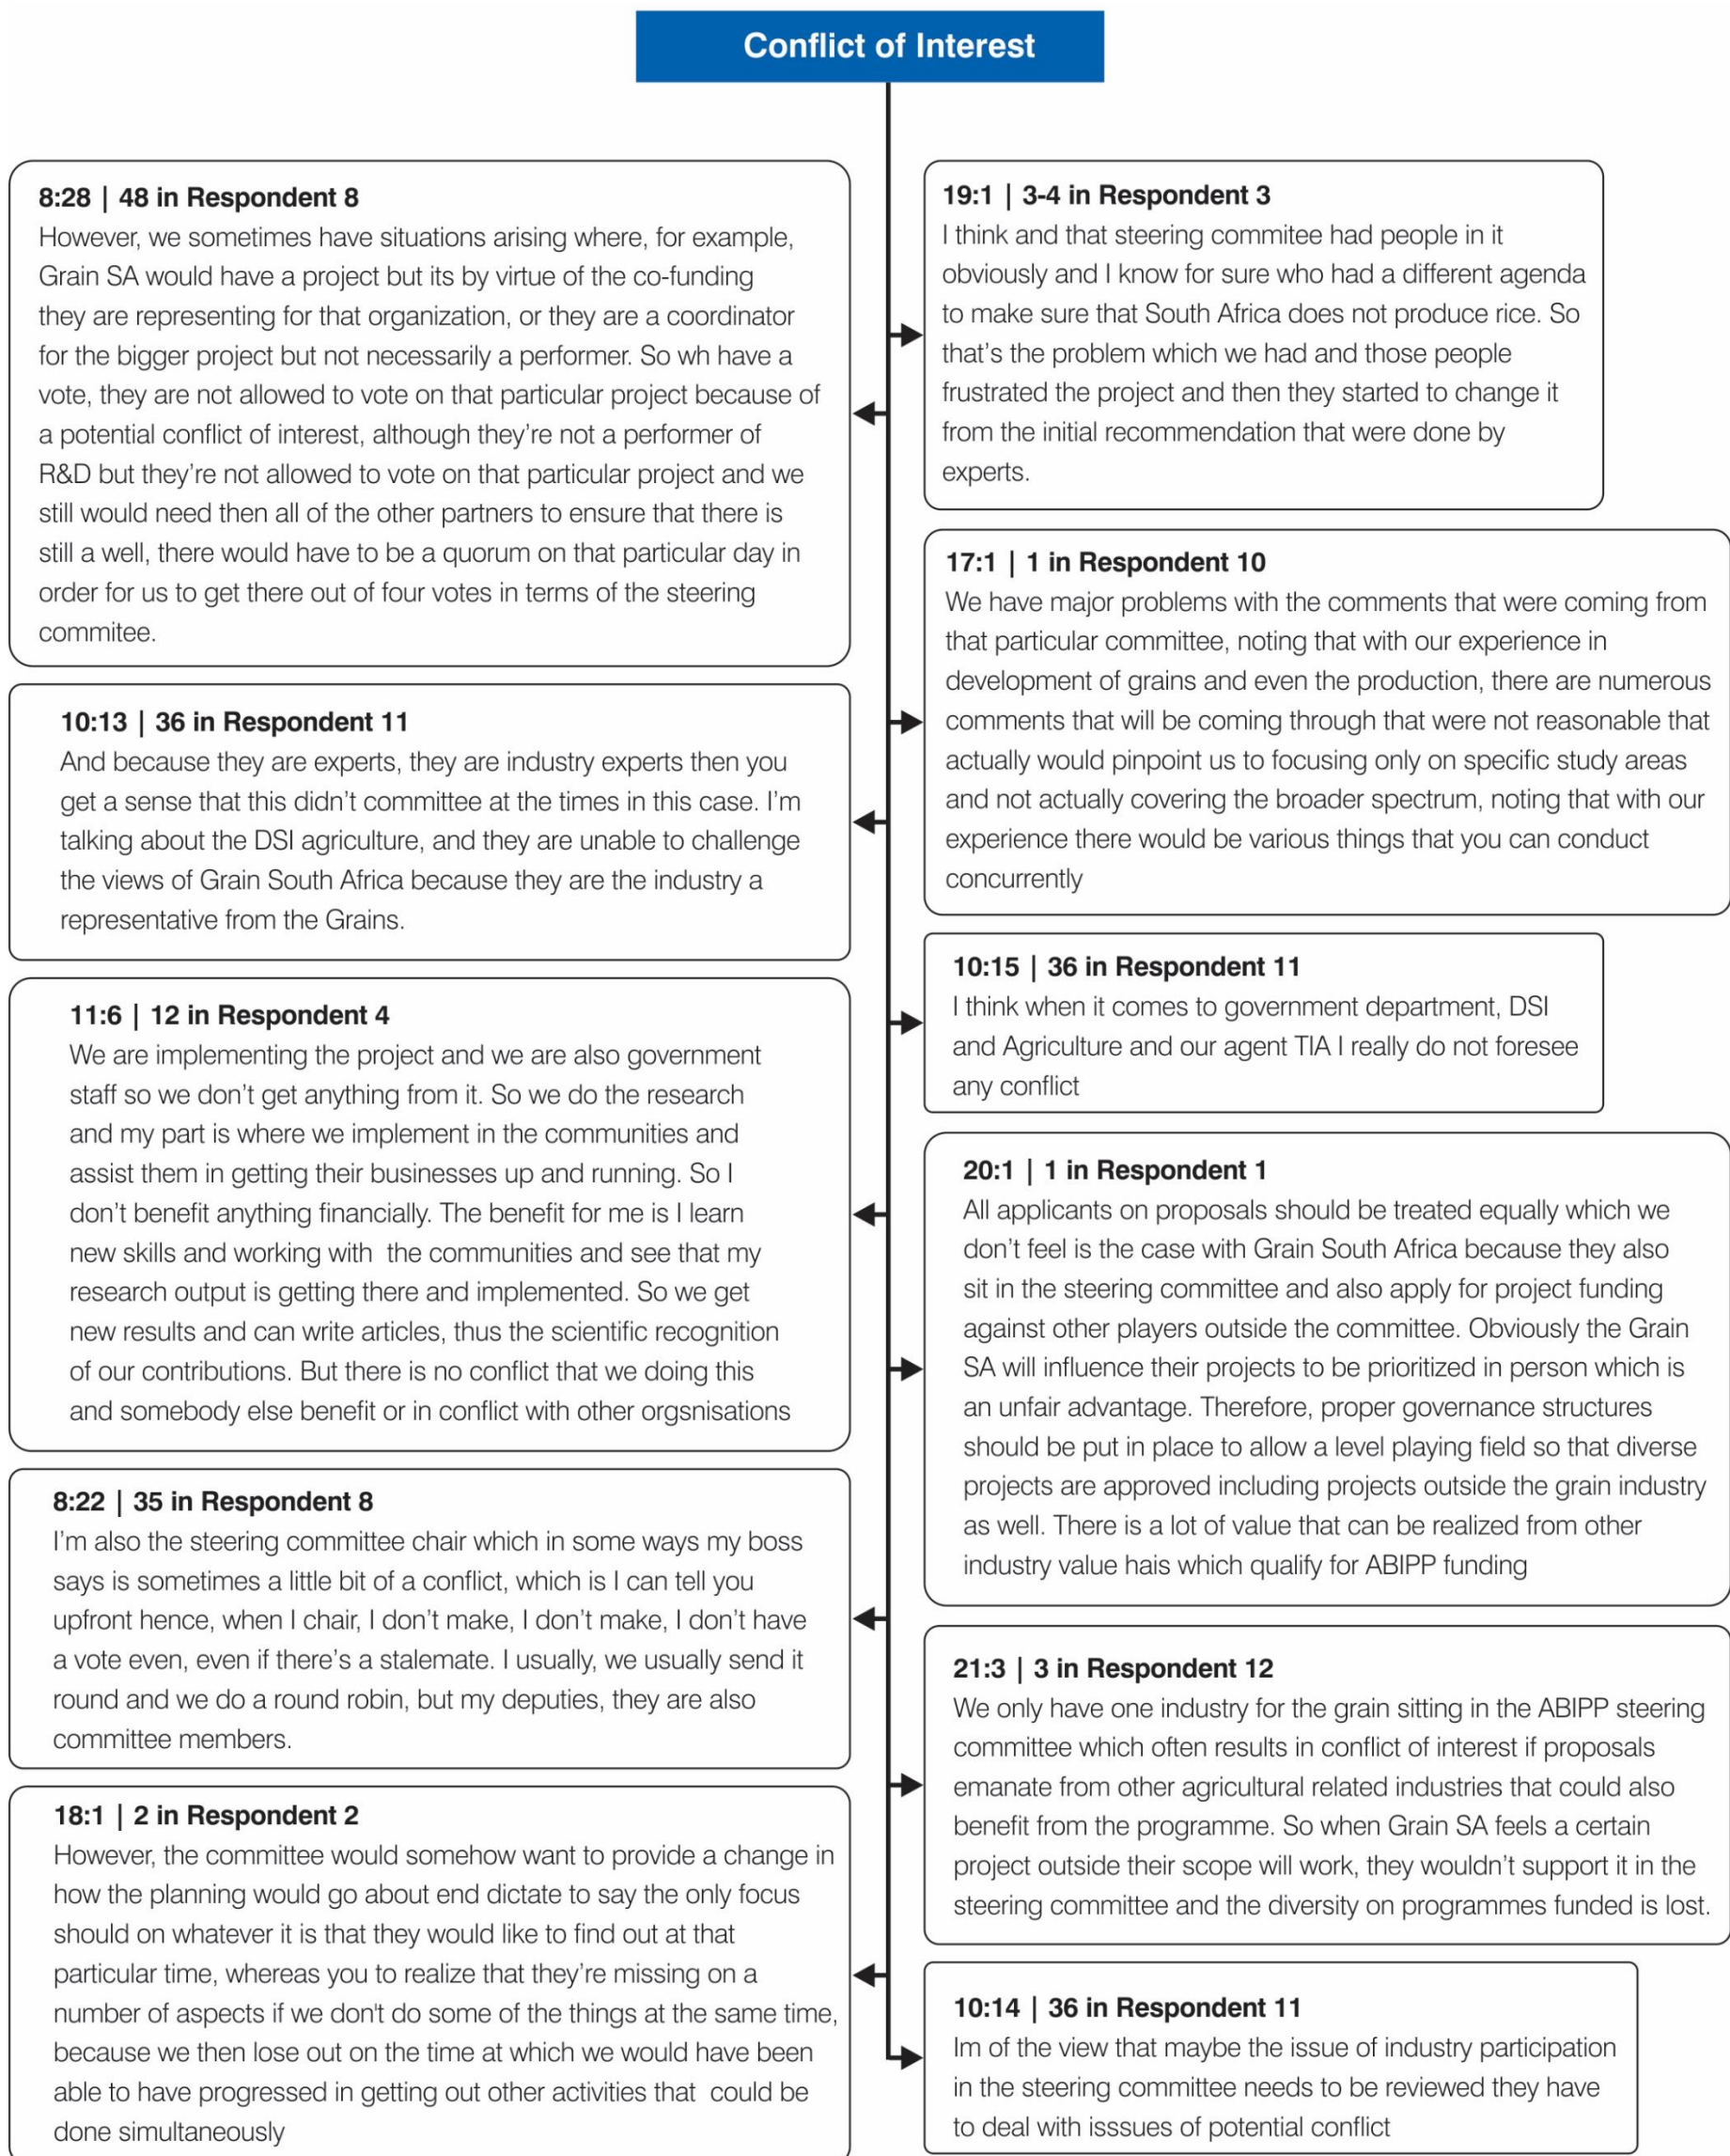 Conflict of Interest
8:28 | 48 in Respondent 8
However, we sometimes have situations arising where, for example,
Grain SA would have a project but its by virtue of the co-funding
they are representing for that organization, or they are a coordinator
for the bigger project but not necessarily a performer. So wh have a
vote, they are not allowed to vote on that particular project because of
a potential conflict of interest, although they're not a performer of
R&D but they're not allowed to vote on that particular project and we
still would need then all of the other partners to ensure that there is
still a well, there would have to be a quorum on that particular day in
order for us to get there out of four votes in terms of the steering
commitee.
10:13 | 36 in Respondent 11
And because they are experts, they are industry experts then you
get a sense that this didn't committee at the times in this case. I'm
talking about the DSI agriculture, and they are unable to challenge
the views of Grain South Africa because they are the industry a
representative from the Grains.
11:6 | 12 in Respondent 4
We are implementing the project and we are also government
staff so we don't get anything from it. So we do the research
and my part is where we implement in the communities and
assist them in getting their businesses up and running. So I
don't benefit anything financially. The benefit for me is I learn
new skills and working with the communities and see that my
research output is getting there and implemented. So we get
new results and can write articles, thus the scientific recognition
of our contributions. But there is no conflict that we doing this
and somebody else benefit or in conflict with other orgsnisations
8:22 | 35 in Respondent 8
I'm also the steering committee chair which in some ways my boss
says is sometimes a little bit of a conflict, which is I can tell you
upfront hence, when I chair, I don't make, I don't make, I don't have
a vote even, even if there's a stalemate. I usually, we usually send it
round and we do a round robin, but my deputies, they are also
committee members.
18:1 | 2 in Respondent 2
However, the committee would somehow want to provide a change in
how the planning would go about end dictate to say the only focus
should on whatever it is that they would like to find out at that
particular time, whereas you to realize that they're missing on a
number of aspects if we don't do some of the things at the same time,
because we then lose out on the time at which we would have been
able to have progressed in getting out other activities that could be
done simultaneously
19:1 | 3-4 in Respondent 3
I think and that steering commitee had people in it
obviously and I know for sure who had a different agenda
to make sure that South Africa does not produce rice. So
that's the problem which we had and those people
frustrated the project and then they started to change it
from the initial recommendation that were done by
experts.
17:1 | 1 in Respondent 10
We have major problems with the comments that were coming from
that particular committee, noting that with our experience in
development of grains and even the production, there are numerous
comments that will be coming through that were not reasonable that
actually would pinpoint us to focusing only on specific study areas
and not actually covering the broader spectrum, noting that with our
experience there would be various things that you can conduct
concurrently
10:15 | 36 in Respondent 11
I think when it comes to government department, DSI
and Agriculture and our agent TIA I really do not foresee
any conflict
20:1 | 1 in Respondent 1
All applicants on proposals should be treated equally which we
don't feel is the case with Grain South Africa because they also
sit in the steering committee and also apply for project funding
against other players outside the committee. Obviously the Grain
SA will influence their projects to be prioritized in person which is
an unfair advantage. Therefore, proper governance structures
should be put in place to allow a level playing field so that diverse
projects are approved including projects outside the grain industry
as well. There is a lot of value that can be realized from other
industry value hais which qualify for ABIPP funding
21:3 | 3 in Respondent 12
We only have one industry for the grain sitting in the ABIPP steering
committee which often results in conflict of interest if proposals
emanate from other agricultural related industries that could also
benefit from the programme. So when Grain SA feels a certain
project outside their scope will work, they wouldn't support it in the
steering committee and the diversity on programmes funded is lost.
10:14 | 36 in Respondent 11
Im of the view that maybe the issue of industry participation
in the steering committee needs to be reviewed they have
to deal with isssues of potential conflict